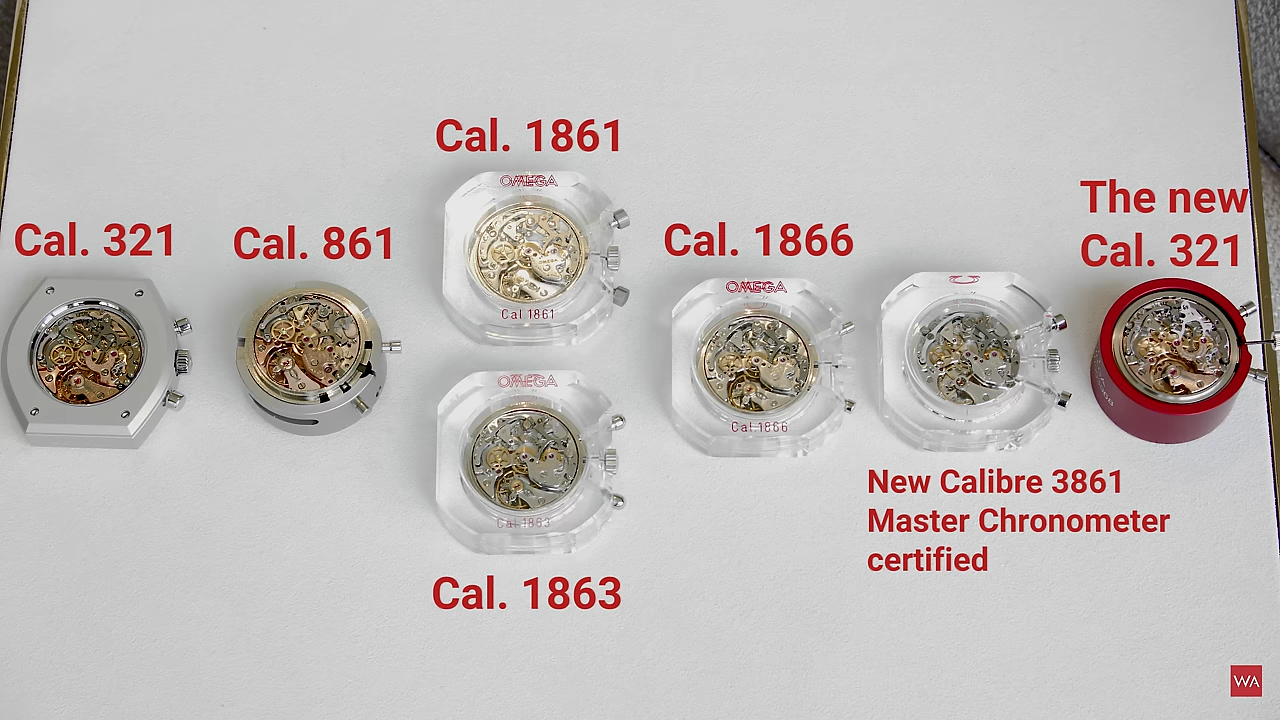 Cal. 1861
OMEGA
Cal 1861
Cal. 321
Cal. 861
OMEGA
Cal 1863
Cal. 1863
Cal. 1866
OMEGA
Cal 1866
New Calibre 3861
Master Chronometer
certified
The new
Cal. 321
WA